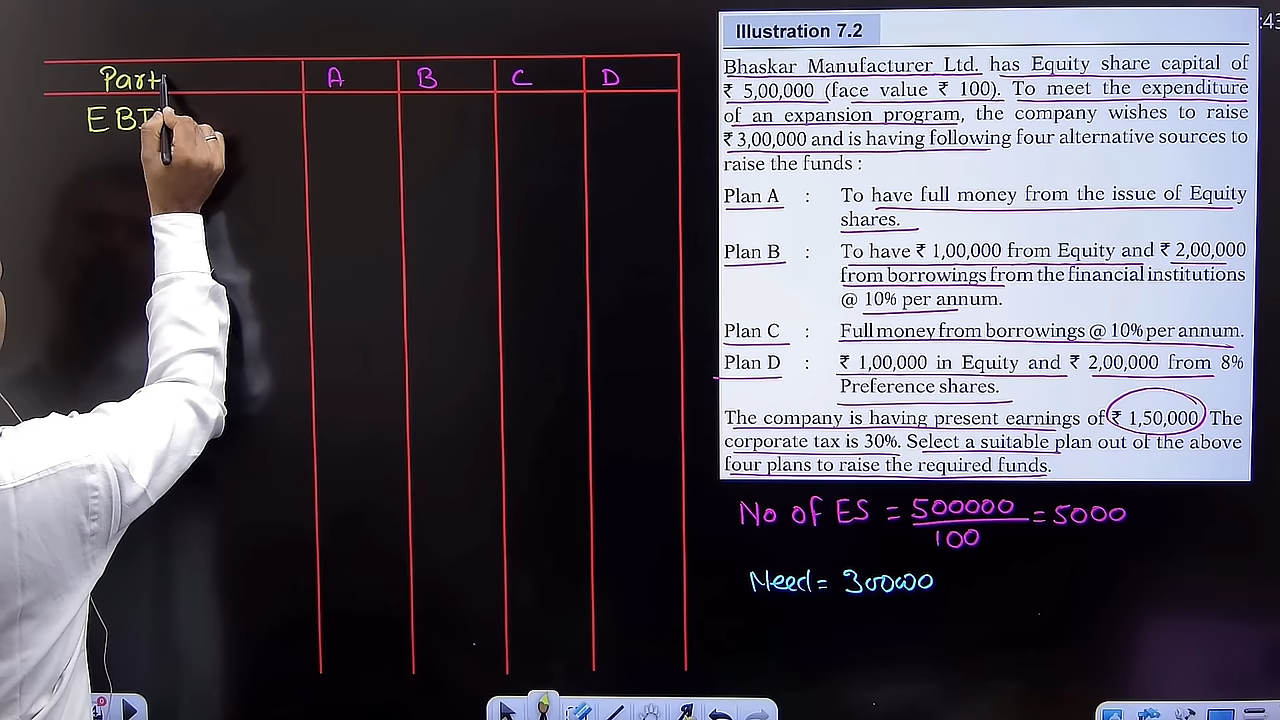 Part A B C D
EBI
:43
Illustration 7.2
Bhaskar Manufacturer Ltd. has Equity share capital of
₹ 5,00,000 (face value ₹ 100). To meet the expenditure
of an expansion program, the company wishes to raise
₹ 3,00,000 and is having following four alternative sources to
raise the funds :
Plan A : To have full money from the issue of Equity
shares.
Plan B : To have ₹ 1,00,000 from Equity and ₹ 2,00,000
from borrowings from the financial institutions
@ 10% per annum.
Plan C : Full money from borrowings @ 10% per annum.
Plan D : ₹ 1,00,000 in Equity and ₹ 2,00,000 from 8%
Preference shares.
The company is having present earnings of ₹ 1,50,000 The
corporate tax is 30%. Select a suitable plan out of the above
four plans to raise the required funds.
No of ES = 500000 / 100 = 5000
Need = 300000